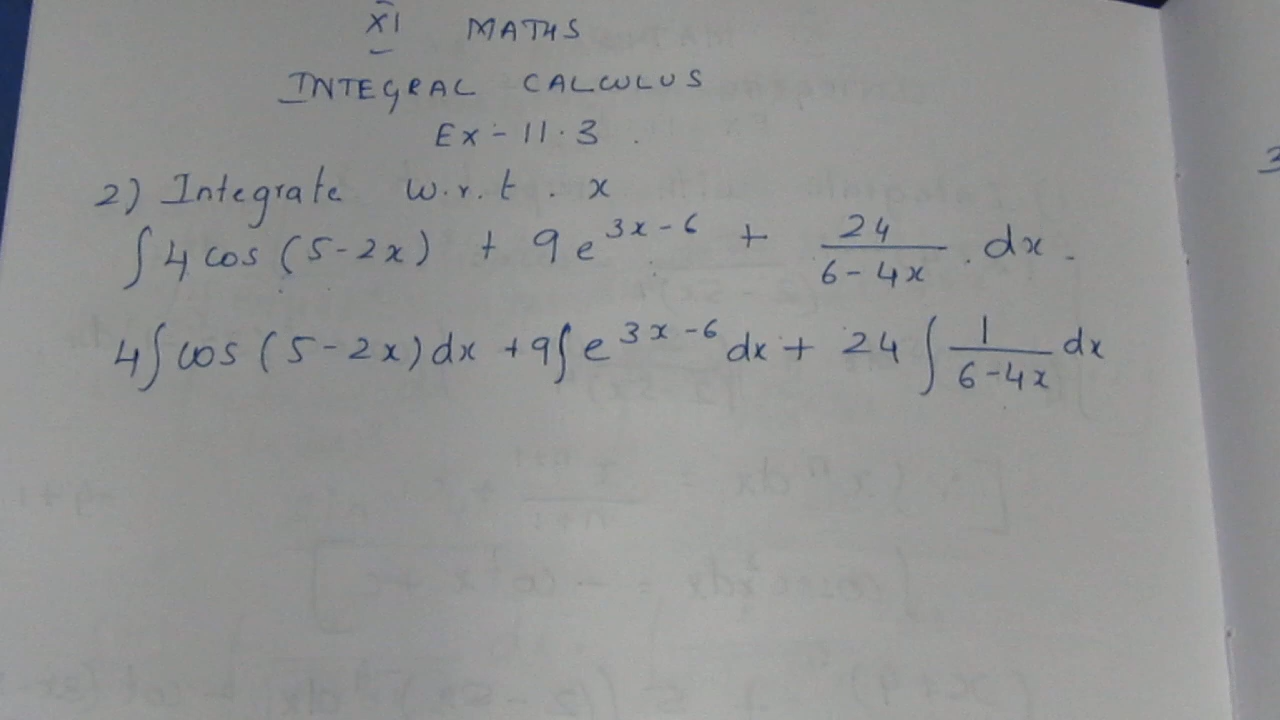 XI MATHS
INTEGRAL CALCULUS
Ex - 11.3 .
2) Integrate w.r.t. x
∫4 cos (5-2x) + 9e^{3x-6} + 24/(6-4x) . dx.
4∫cos (5-2x)dx + 9∫e^{3x-6}dx + 24∫1/(6-4x) dx
3